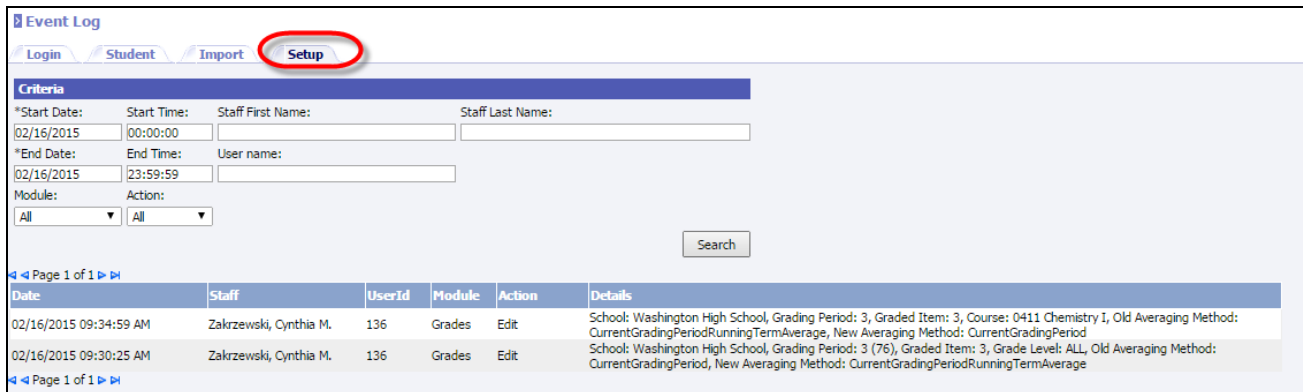 Event Log
Login Student Import Setup
Criteria
*Start Date: Start Time: Staff First Name: Staff Last Name:
02/16/2015 00:00:00
*End Date: End Time: User name:
02/16/2015 23:59:59
Module: Action:
All All
Search
Page 1 of 1
Date Staff UserId Module Action Details
02/16/2015 09:34:59 AM Zakrzewski, Cynthia M. 136 Grades Edit School: Washington High School, Grading Period: 3, Graded Item: 3, Course: 0411 Chemistry I, Old Averaging Method:
CurrentGradingPeriodRunningTermAverage, New Averaging Method: CurrentGradingPeriod
02/16/2015 09:30:25 AM Zakrzewski, Cynthia M. 136 Grades Edit School: Washington High School, Grading Period: 3 (76), Graded Item: 3, Grade Level: ALL, Old Averaging Method:
CurrentGradingPeriod, New Averaging Method: CurrentGradingPeriodRunningTermAverage
Page 1 of 1